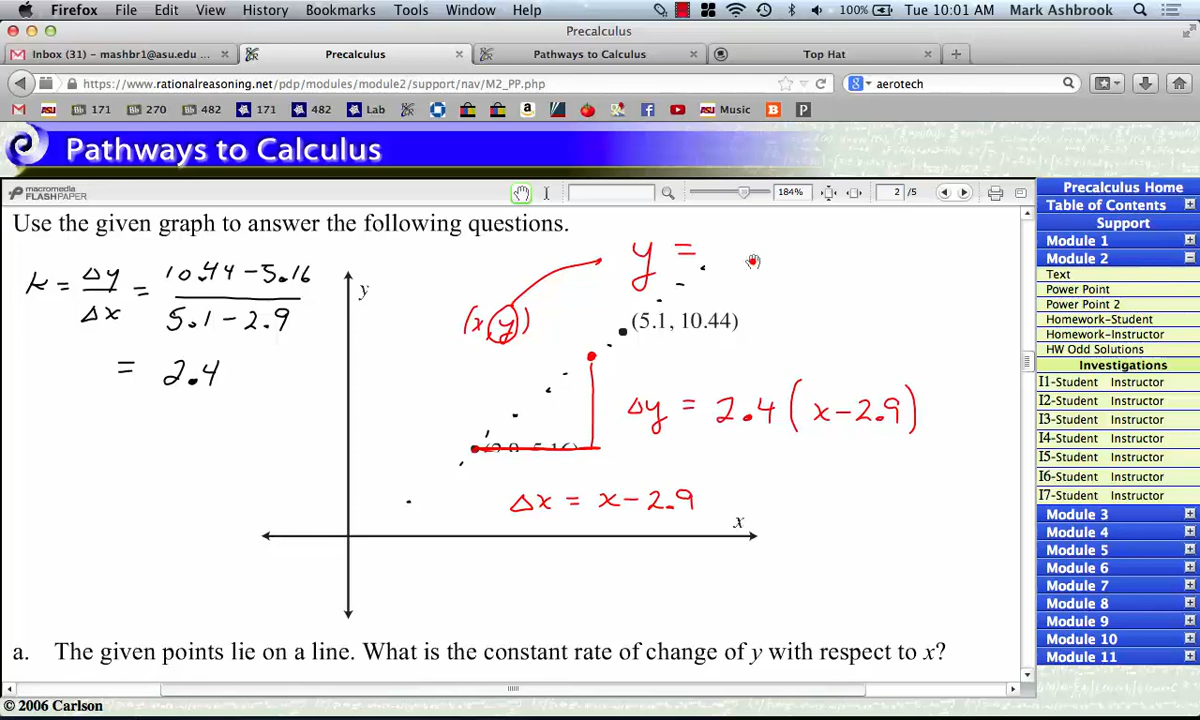 Firefox File Edit View History Bookmarks Tools Window Help 100% Tue 10:01 AM Mark Ashbrook
Precalculus
Inbox (31) – mashbr1@asu.edu ... Precalculus Pathways to Calculus Top Hat
https://www.rationalreasoning.net/pdp/modules/module2/support/nav/M2_PP.php aerotech
171 270 482 171 482 Lab Music
Pathways to Calculus
macromedia FLASHPAPER 184% 2 /5
Use the given graph to answer the following questions.
K = Δy/Δx = (10.44 – 5.16)/(5.1 – 2.9)
= 2.4
y
(x, y)
y =
(5.1, 10.44)
Δy = 2.4(x – 2.9)
Δx = x – 2.9
x
a. The given points lie on a line. What is the constant rate of change of y with respect to x?
© 2006 Carlson
Precalculus Home
Table of Contents
Support
Module 1
Module 2
Text
Power Point
Power Point 2
Homework-Student
Homework-Instructor
HW Odd Solutions
Investigations
I1-Student Instructor
I2-Student Instructor
I3-Student Instructor
I4-Student Instructor
I5-Student Instructor
I6-Student Instructor
I7-Student Instructor
Module 3
Module 4
Module 5
Module 6
Module 7
Module 8
Module 9
Module 10
Module 11